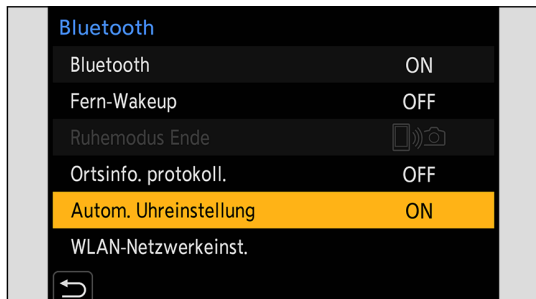 Bluetooth
Bluetooth ON
Fern-Wakeup OFF
Ruhemodus Ende
Ortsinfo. protokoll. OFF
Autom. Uhreinstellung ON
WLAN-Netzwerkeinst.